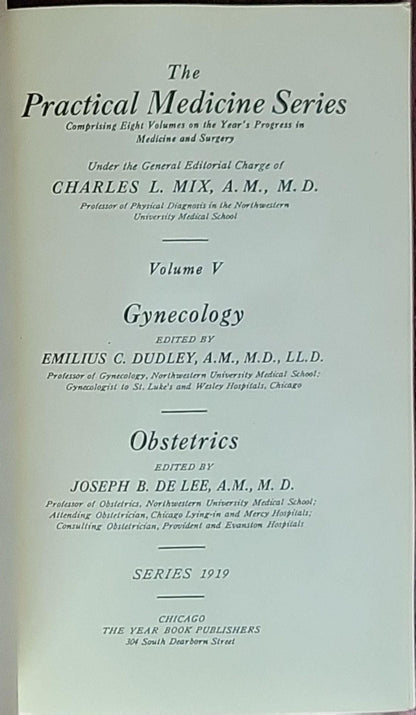 The
Practical Medicine Series
Comprising Eight Volumes on the Year's Progress in
Medicine and Surgery
Under the General Editorial Charge of
CHARLES L. MIX, A. M., M. D.
Professor of Physical Diagnosis in the Northwestern
University Medical School
Volume V
Gynecology
EDITED BY
EMILIUS C. DUDLEY, A.M., M.D., LL.D.
Professor of Gynecology, Northwestern University Medical School;
Gynecologist to St. Luke's and Wesley Hospitals, Chicago
Obstetrics
EDITED BY
JOSEPH B. DE LEE, A.M., M. D.
Professor of Obstetrics, Northwestern University Medical School;
Attending Obstetrician, Chicago Lying-in and Mercy Hospitals;
Consulting Obstetrician, Provident and Evanston Hospitals
SERIES 1919
CHICAGO
THE YEAR BOOK PUBLISHERS
304 South Dearborn Street